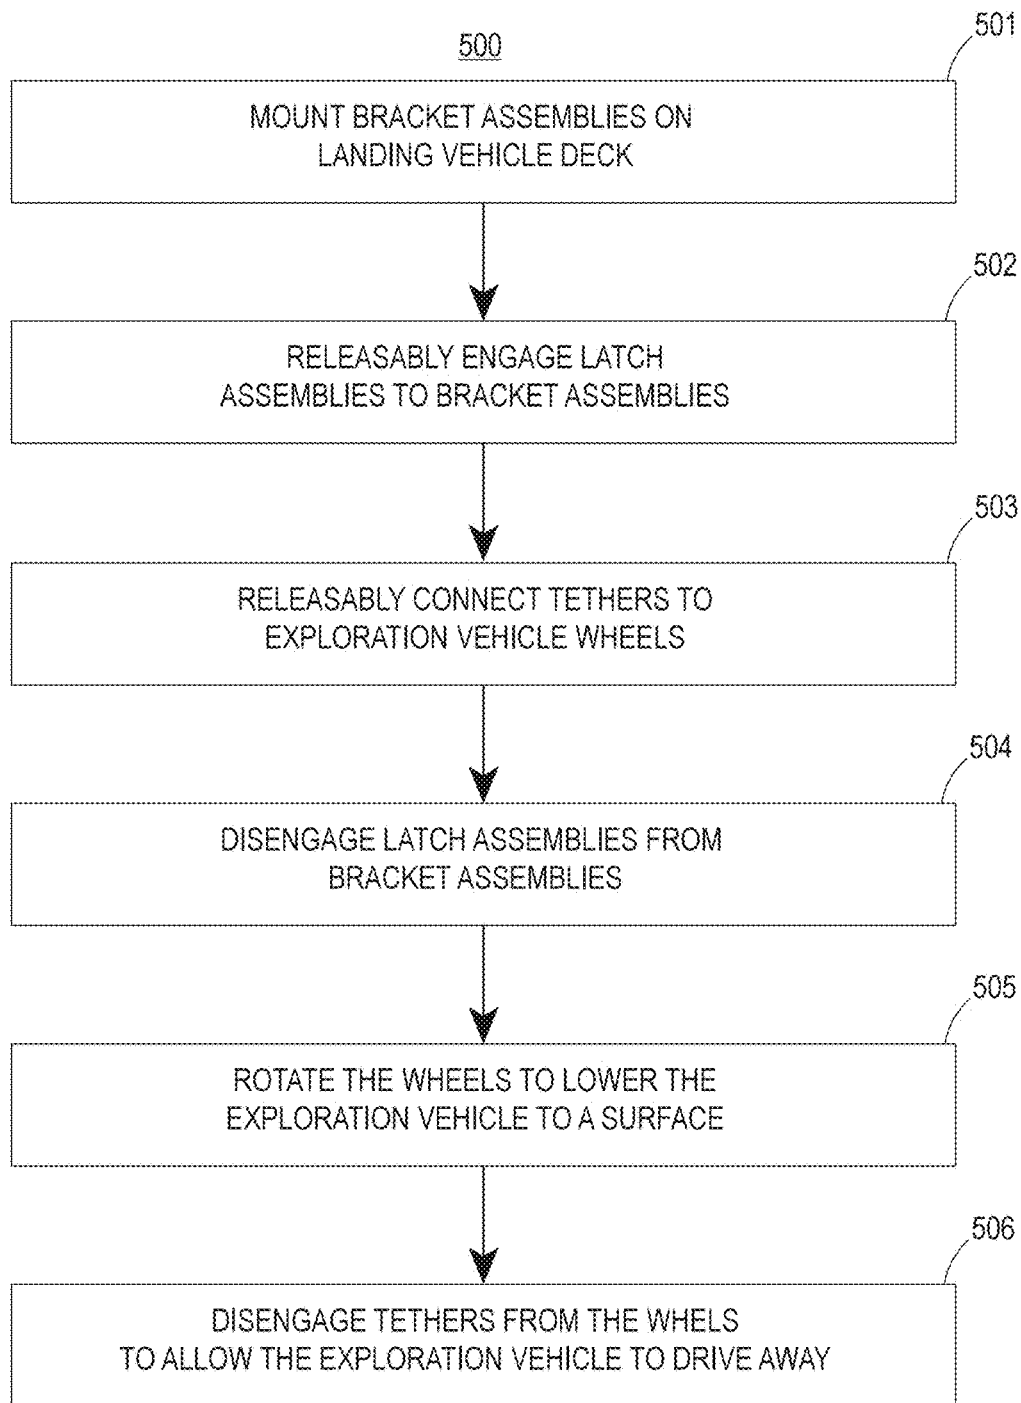 500
501
MOUNT BRACKET ASSEMBLIES ON
LANDING VEHICLE DECK
502
RELEASABLY ENGAGE LATCH
ASSEMBLIES TO BRACKET ASSEMBLIES
503
RELEASABLY CONNECT TETHERS TO
EXPLORATION VEHICLE WHEELS
504
DISENGAGE LATCH ASSEMBLIES FROM
BRACKET ASSEMBLIES
505
ROTATE THE WHEELS TO LOWER THE
EXPLORATION VEHICLE TO A SURFACE
506
DISENGAGE TETHERS FROM THE WHELS
TO ALLOW THE EXPLORATION VEHICLE TO DRIVE AWAY